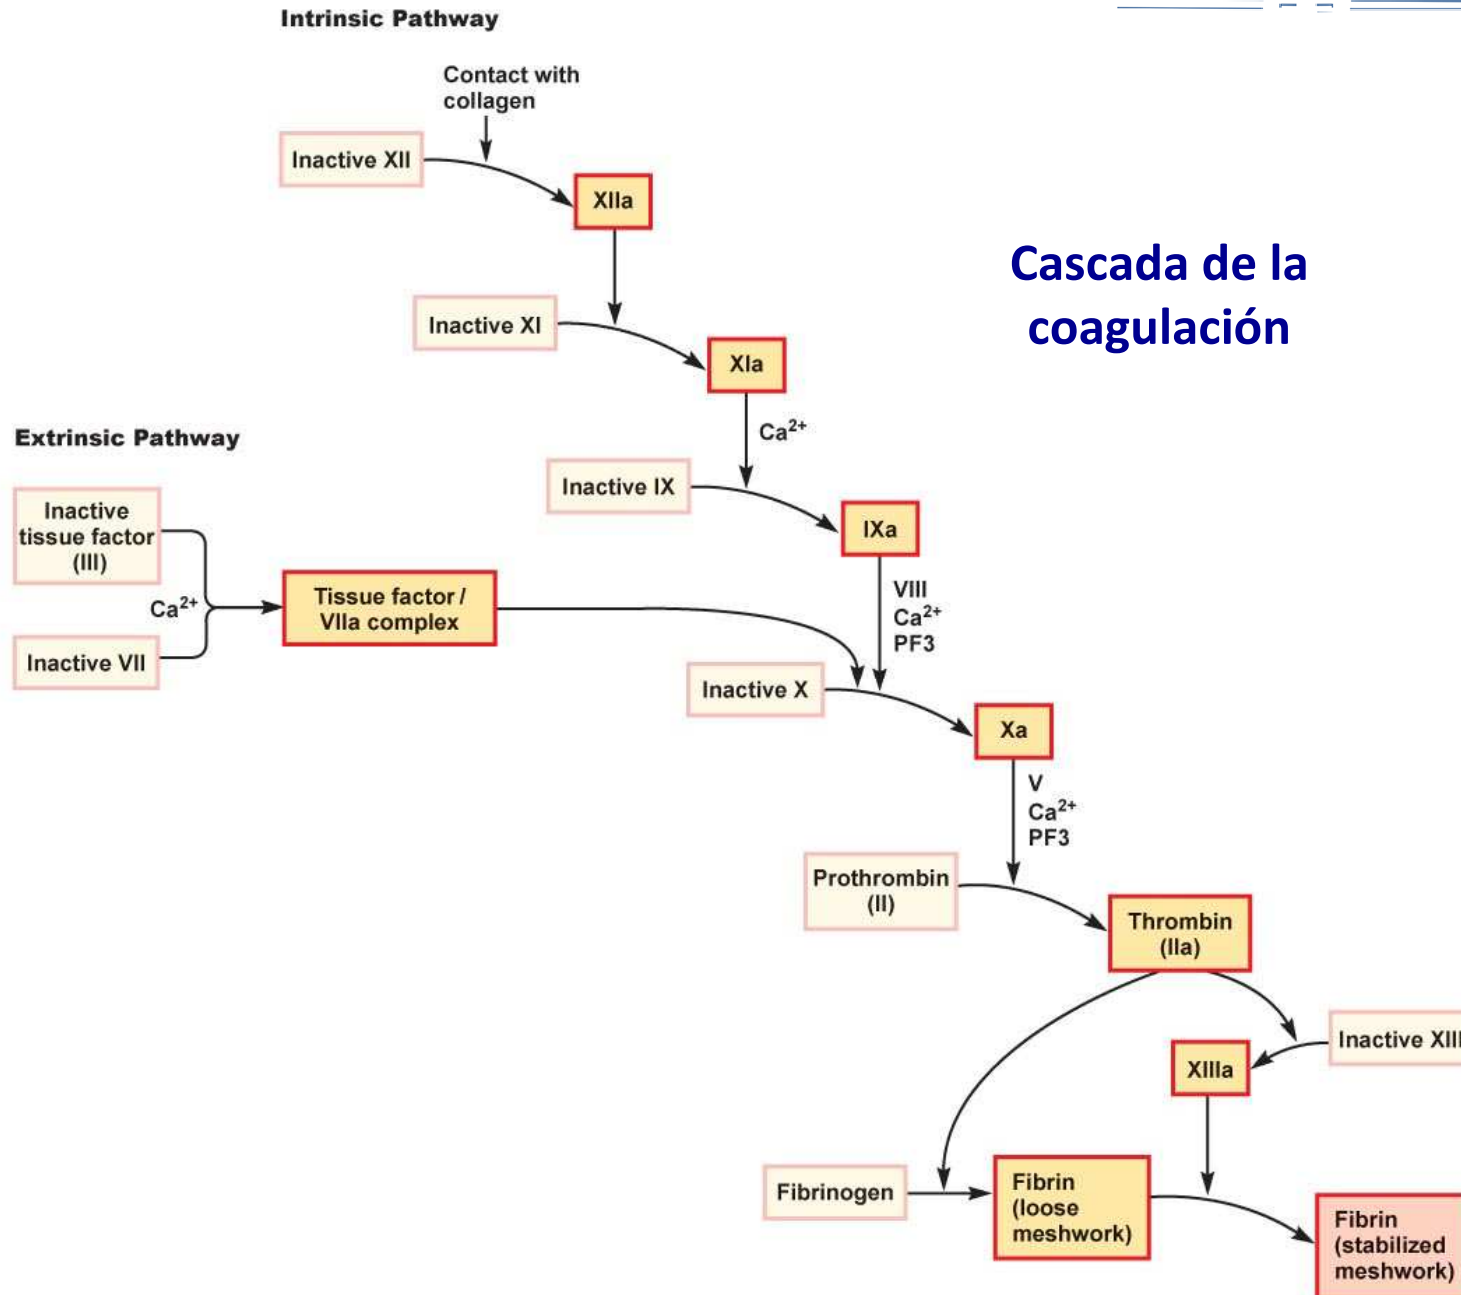 Intrinsic Pathway
Contact with
collagen
Inactive XII
XIIa
Cascada de la
coagulación
Inactive XI
XIa
Ca²⁺
Extrinsic Pathway
Inactive IX
IXa
Inactive
tissue factor
(III)
Ca²⁺
Inactive VII
Tissue factor /
VIIa complex
VIII
Ca²⁺
PF3
Inactive X
Xa
V
Ca²⁺
PF3
Prothrombin
(II)
Thrombin
(IIa)
Inactive XIII
XIIIa
Fibrinogen
Fibrin
(loose
meshwork)
Fibrin
(stabilized
meshwork)